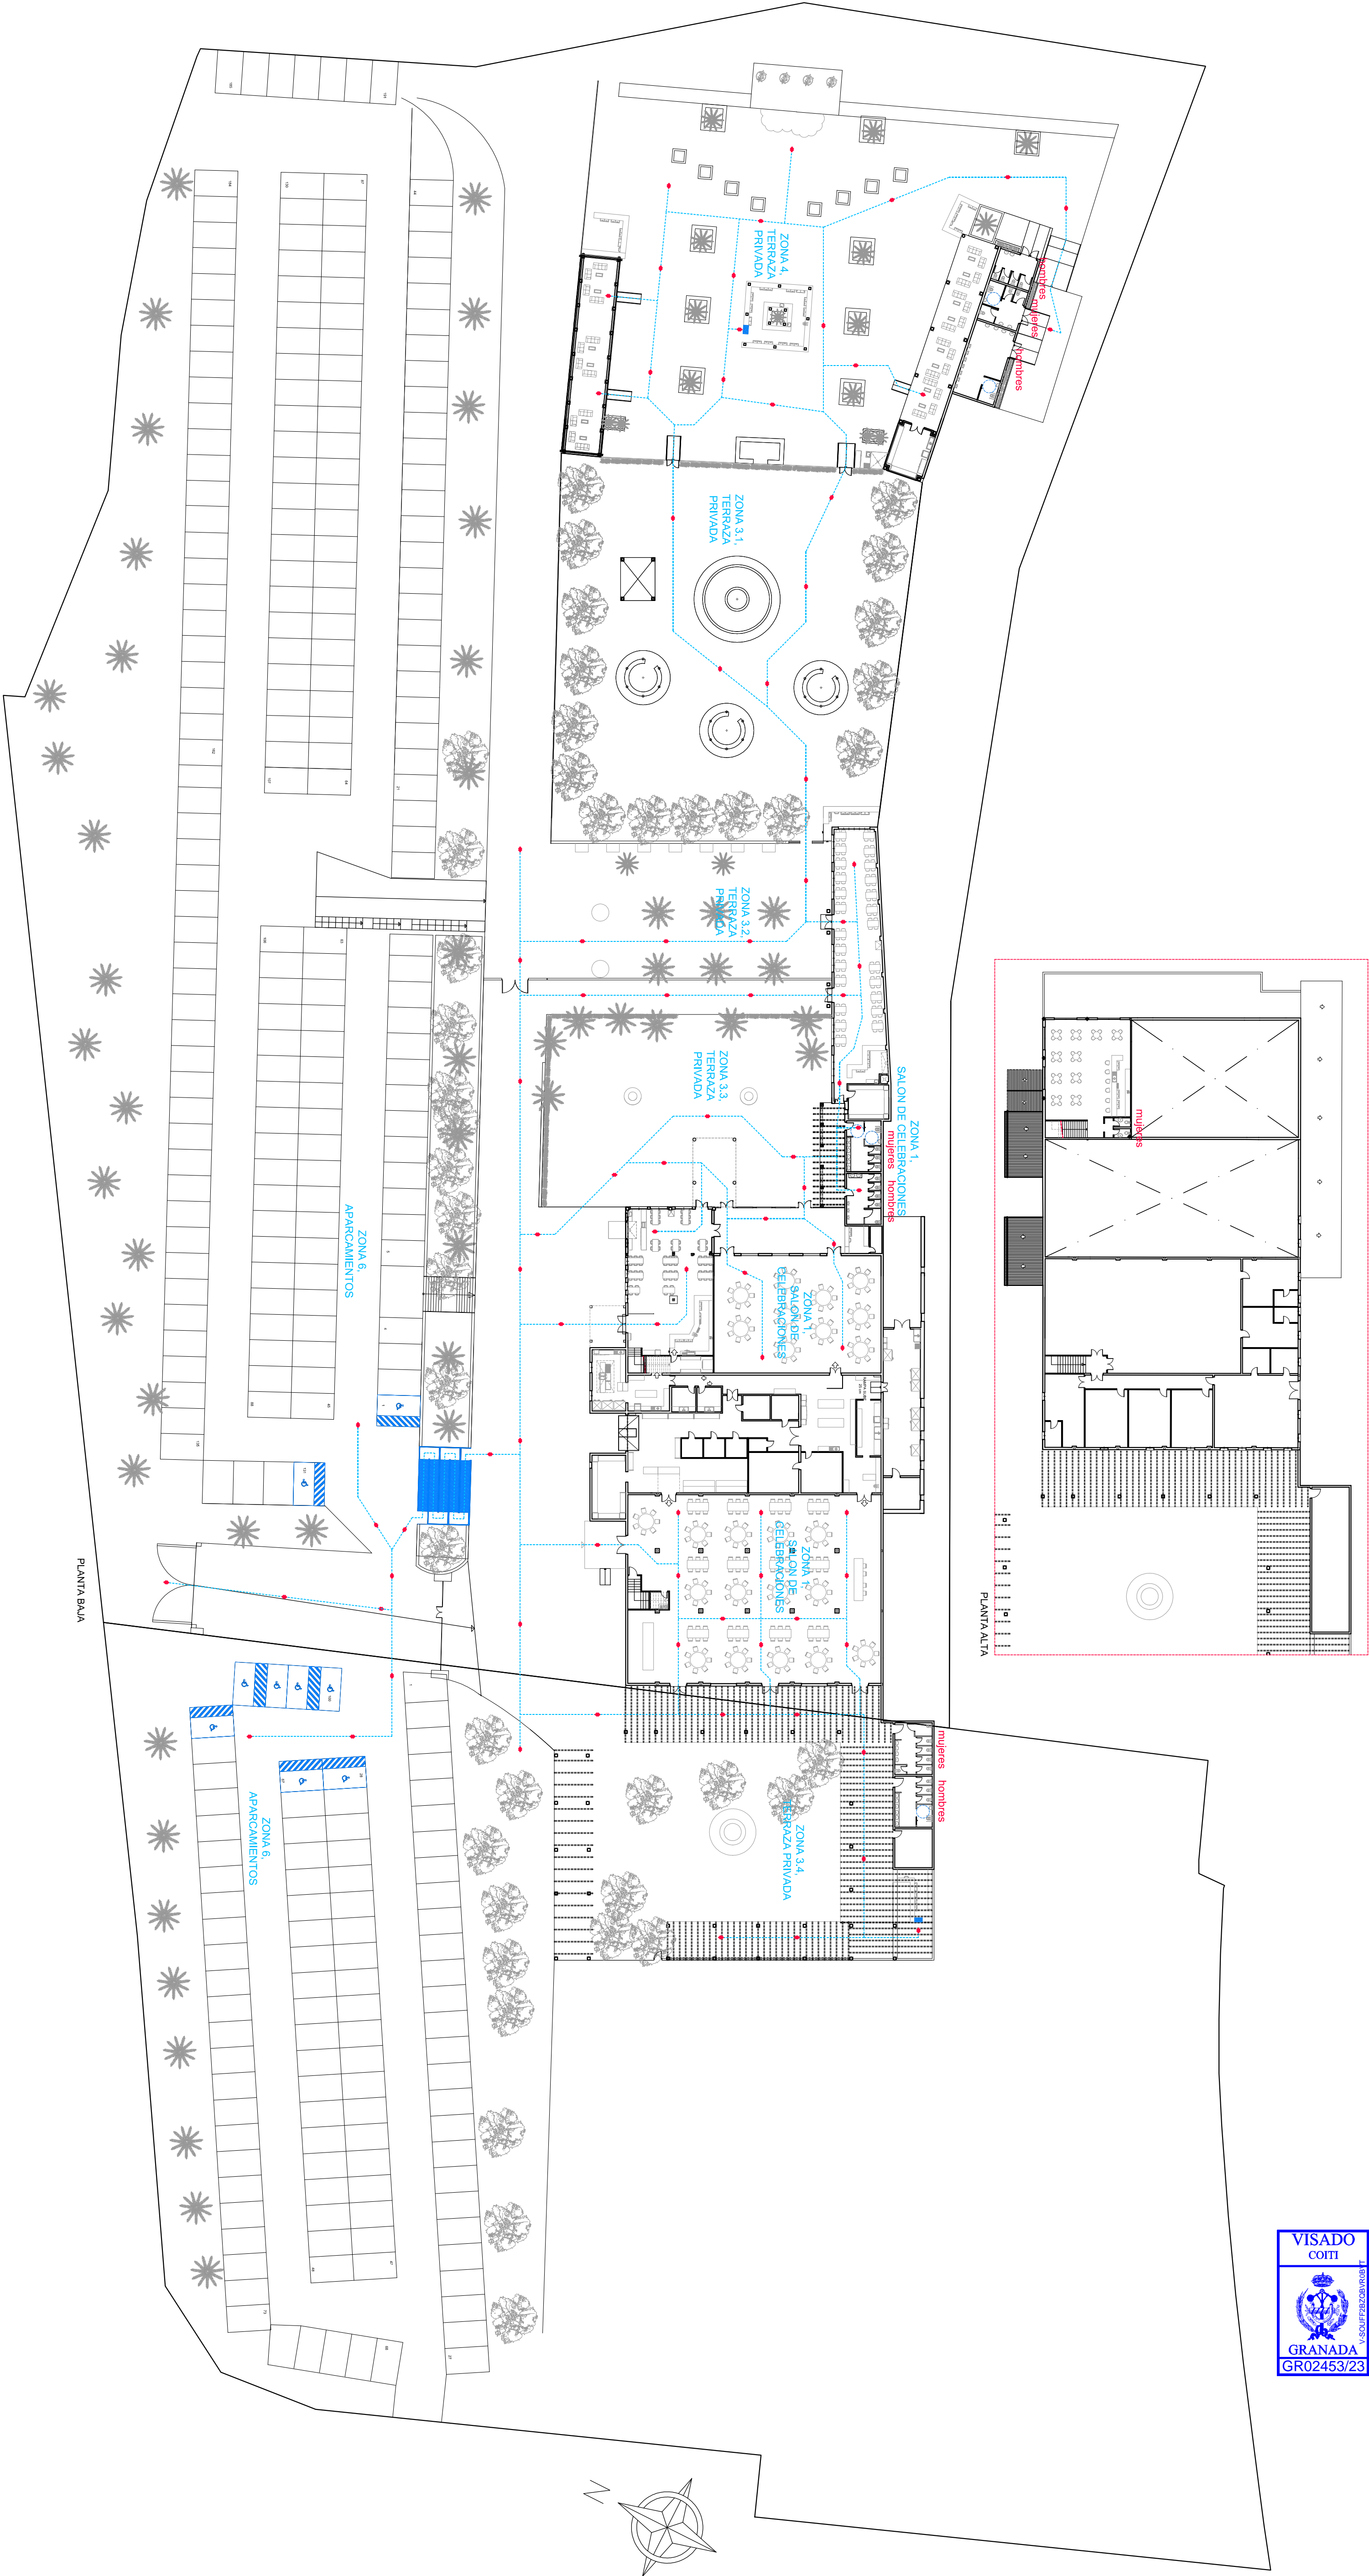 ZONA 4,
TERRAZA
PRIVADA
hombres
mujeres
hombres
ZONA 3.1,
TERRAZA
PRIVADA
ZONA 3.2,
TERRAZA
PRIVADA
ZONA 3.3,
TERRAZA
PRIVADA
ZONA 1,
SALON DE CELEBRACIONES
mujeres
hombres
ZONA 1,
SALON DE
CELEBRACIONES
ZONA 6,
APARCAMIENTOS
ZONA 1,
SALON DE
CELEBRACIONES
mujeres
hombres
ZONA 3.4,
TERRAZA PRIVADA
ZONA 6,
APARCAMIENTOS
PLANTA BAJA
mujeres
PLANTA ALTA
VISADO
COITI
GRANADA
GR02453/23
N